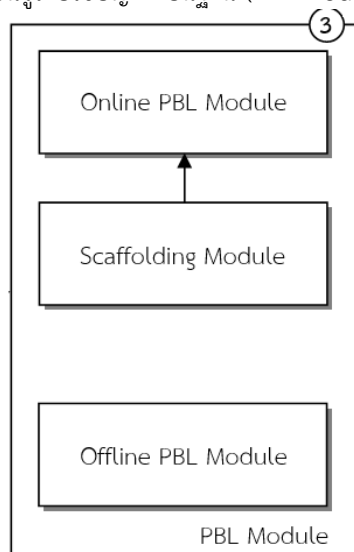 3
Online PBL Module
Scaffolding Module
Offline PBL Module
PBL Module